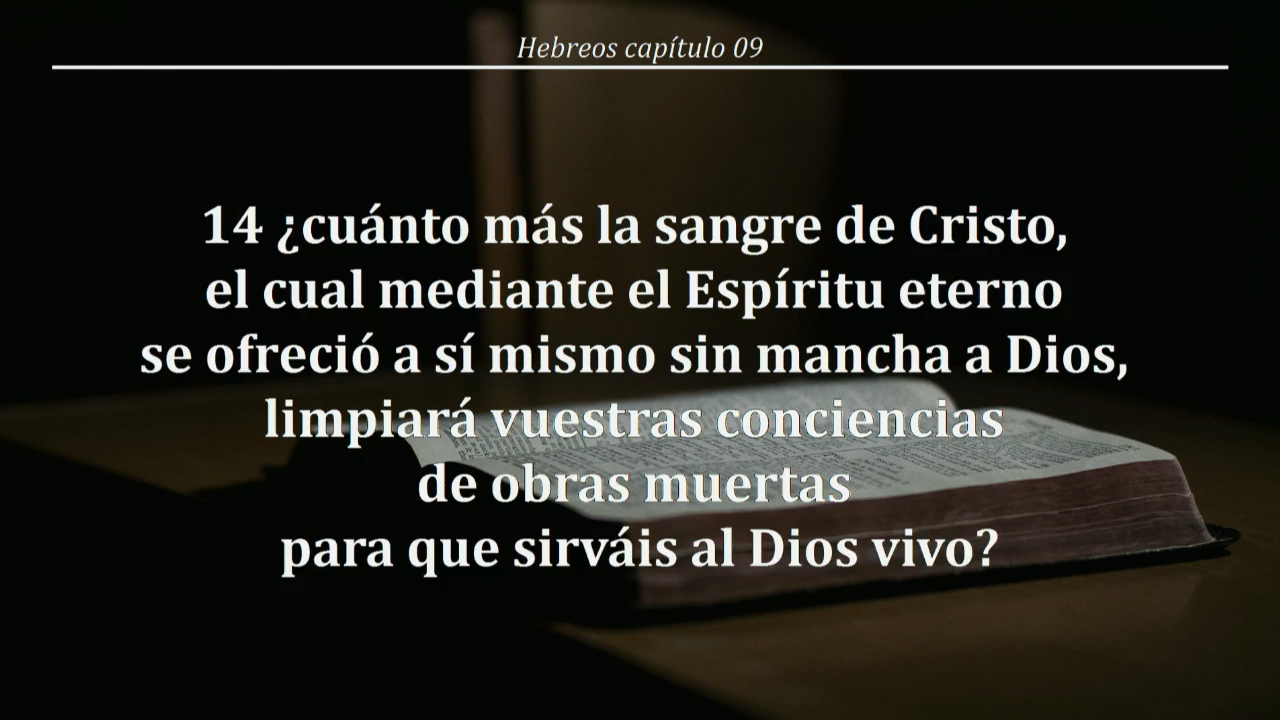 Hebreos capítulo 09
14 ¿cuánto más la sangre de Cristo,
el cual mediante el Espíritu eterno
se ofreció a sí mismo sin mancha a Dios,
limpiará vuestras conciencias
de obras muertas
para que sirváis al Dios vivo?